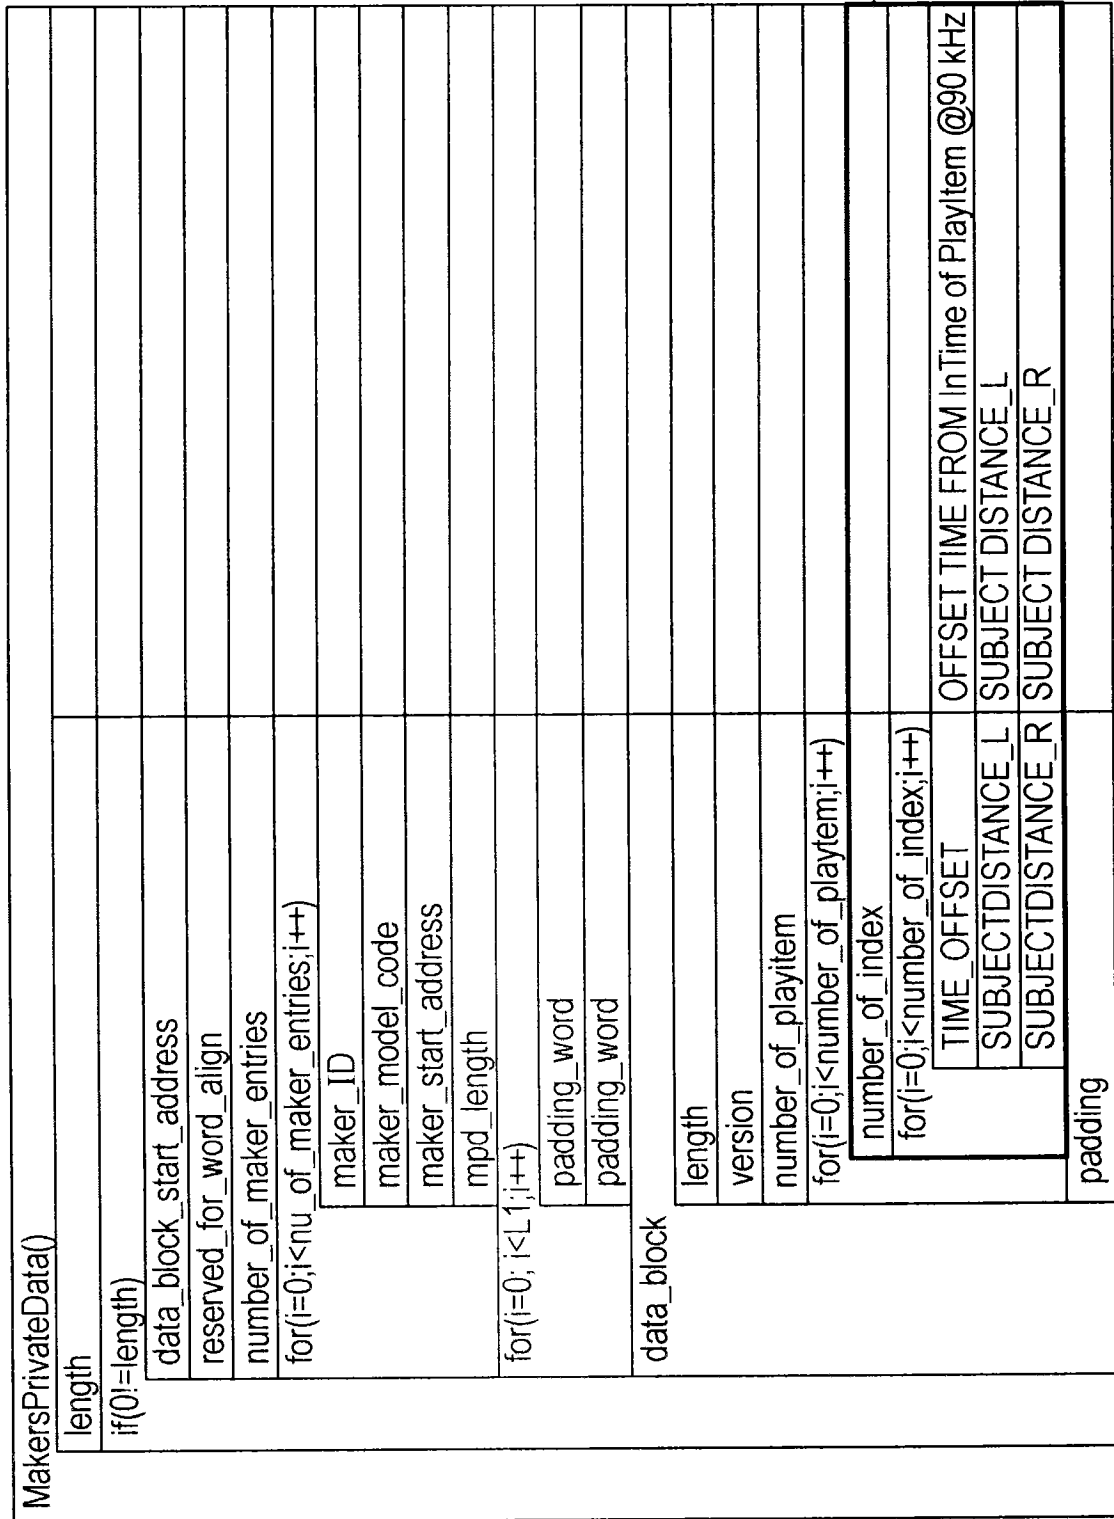 MakersPrivateData()
length
if(0!=length)
data_block_start_address
reserved_for_word_align
number_of_maker_entries
for(i=0;i<nu_of_maker_entries;i++)
maker_ID
maker_model_code
maker_start_address
mpd_length
for(i=0; i<L1;i++)
padding_word
padding_word
data_block
length
version
number_of_playitem
for(i=0;i<number_of_playtem;i++)
number_of_index
for(i=0;i<number_of_index;i++)
TIME_OFFSET OFFSET TIME FROM InTime of PlayItem @90 kHz
SUBJECTDISTANCE_L SUBJECT DISTANCE_L
SUBJECTDISTANCE_R SUBJECT DISTANCE_R
padding